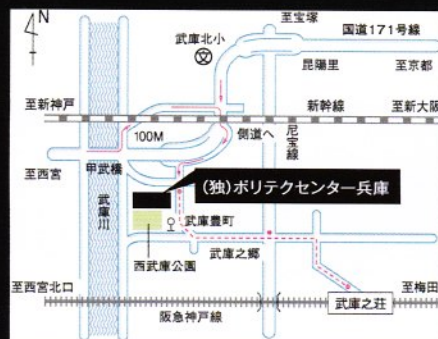 N
至宝塚
国道171号線
武庫北小
文
昆陽里
至京都
至新神戸
新幹線
至新大阪
100M
側道へ
尼宝線
至西宮
甲武橋
(独)ポリテクセンター兵庫
武庫川
武庫豊町
西武庫公園
武庫之郷
至西宮北口
至梅田
武庫之荘
阪急神戸線